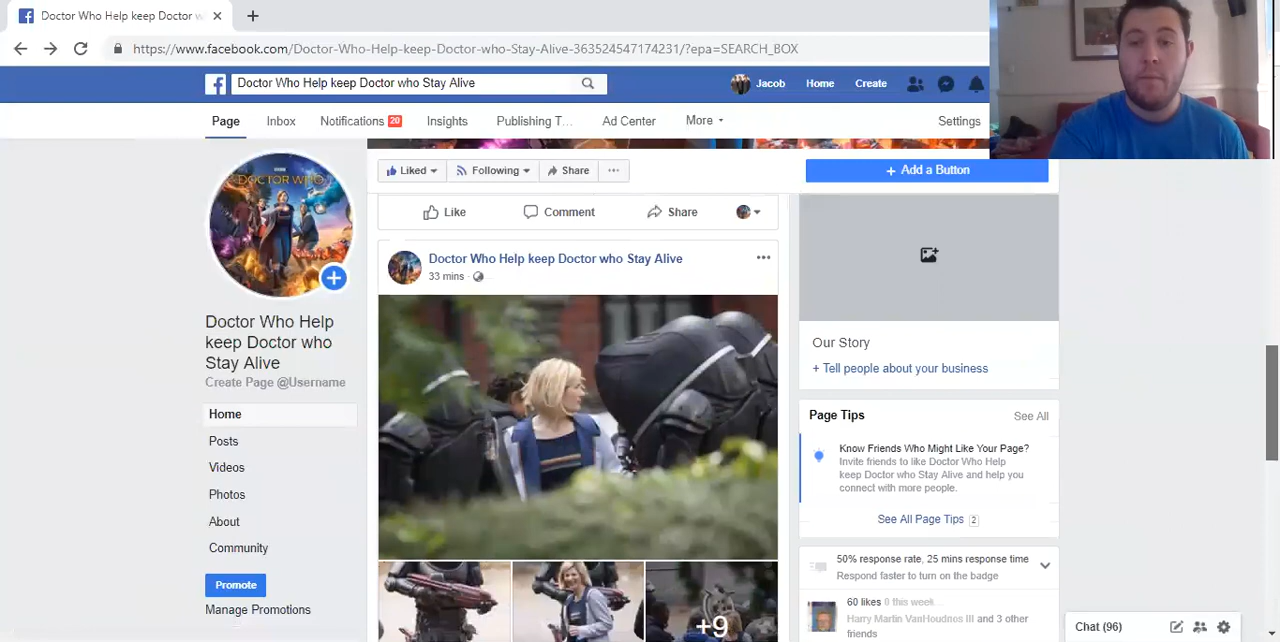 Doctor Who Help keep Doctor w
https://www.facebook.com/Doctor-Who-Help-keep-Doctor-who-Stay-Alive-363524547174231/?epa=SEARCH_BOX
Doctor Who Help keep Doctor who Stay Alive
Jacob
Home
Create
Page
Inbox
Notifications 20
Insights
Publishing T...
Ad Center
More
Settings
Liked
Following
Share
...
+ Add a Button
BBC
DOCTOR WHO
Like
Comment
Share
Doctor Who Help keep Doctor who Stay Alive
33 mins ·
Doctor Who Help
keep Doctor who
Stay Alive
Create Page @Username
Home
Posts
Videos
Photos
About
Community
Promote
Manage Promotions
+9
Our Story
+ Tell people about your business
Page Tips
See All
Know Friends Who Might Like Your Page?
Invite friends to like Doctor Who Help
keep Doctor who Stay Alive and help you
connect with more people.
See All Page Tips 2
50% response rate, 25 mins response time
Respond faster to turn on the badge
60 likes 0 this week
Harry Martin VanHoudnos III and 3 other
friends
Chat (96)